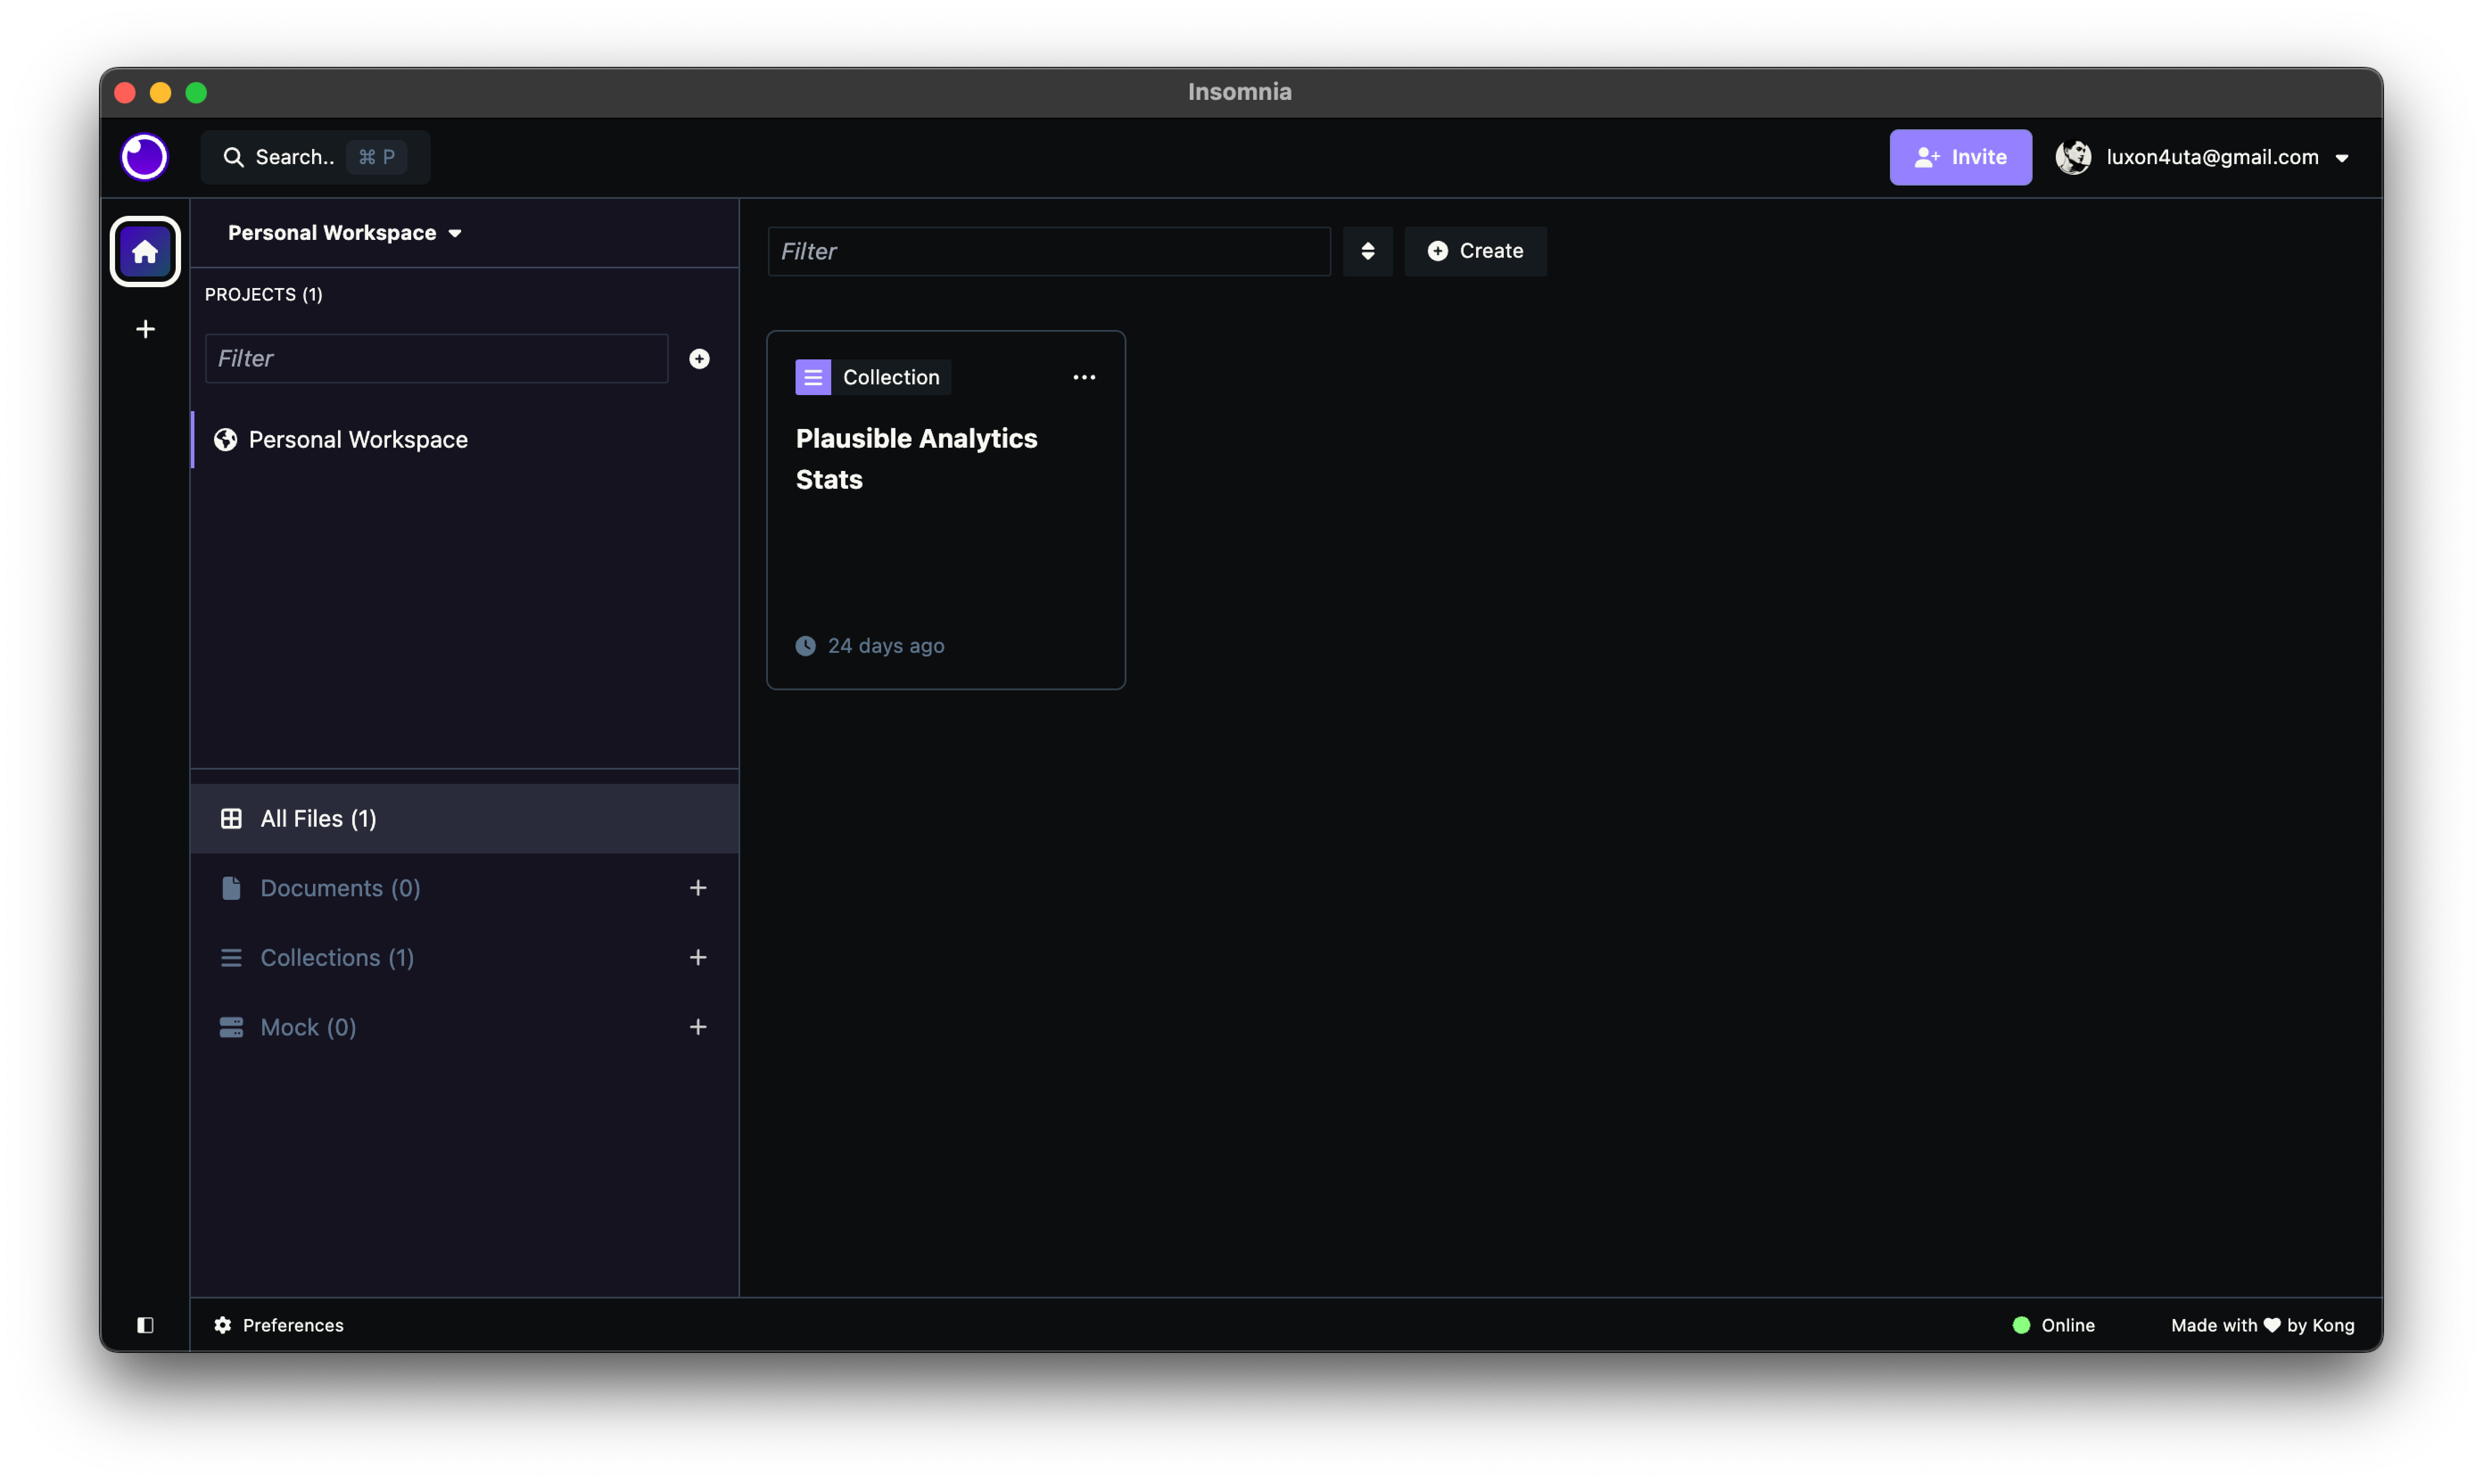 Insomnia
Search.. ⌘ P
Invite
luxon4uta@gmail.com
Personal Workspace
PROJECTS (1)
Filter
Personal Workspace
All Files (1)
Documents (0)
Collections (1)
Mock (0)
Filter
Create
Collection
Plausible Analytics
Stats
24 days ago
Preferences
Online
Made with ♥ by Kong